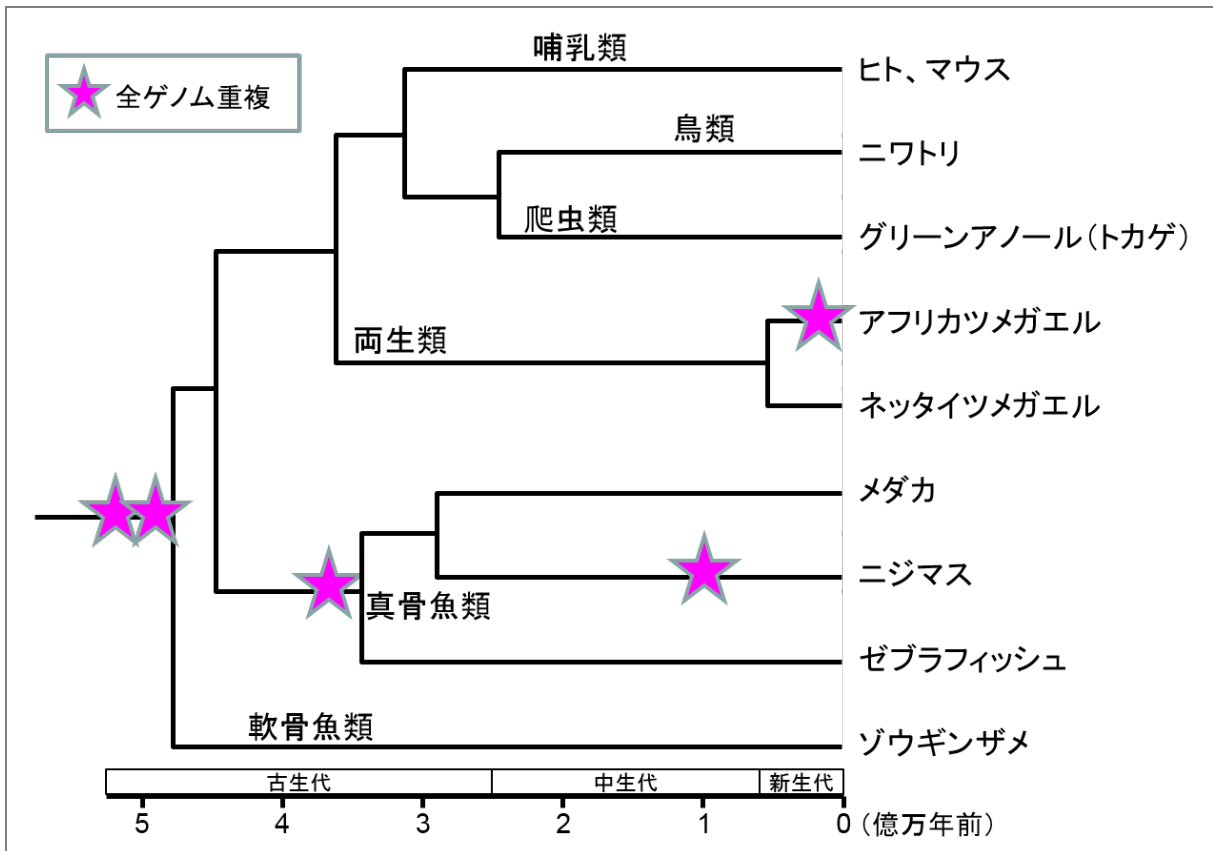 全ゲノム重複
哺乳類
ヒト、マウス
鳥類
ニワトリ
爬虫類
グリーンアノール(トカゲ)
アフリカツメガエル
両生類
ネッタイツメガエル
メダカ
ニジマス
真骨魚類
ゼブラフィッシュ
軟骨魚類
ゾウギンザメ
古生代 中生代 新生代
5 4 3 2 1 0 (億万年前)